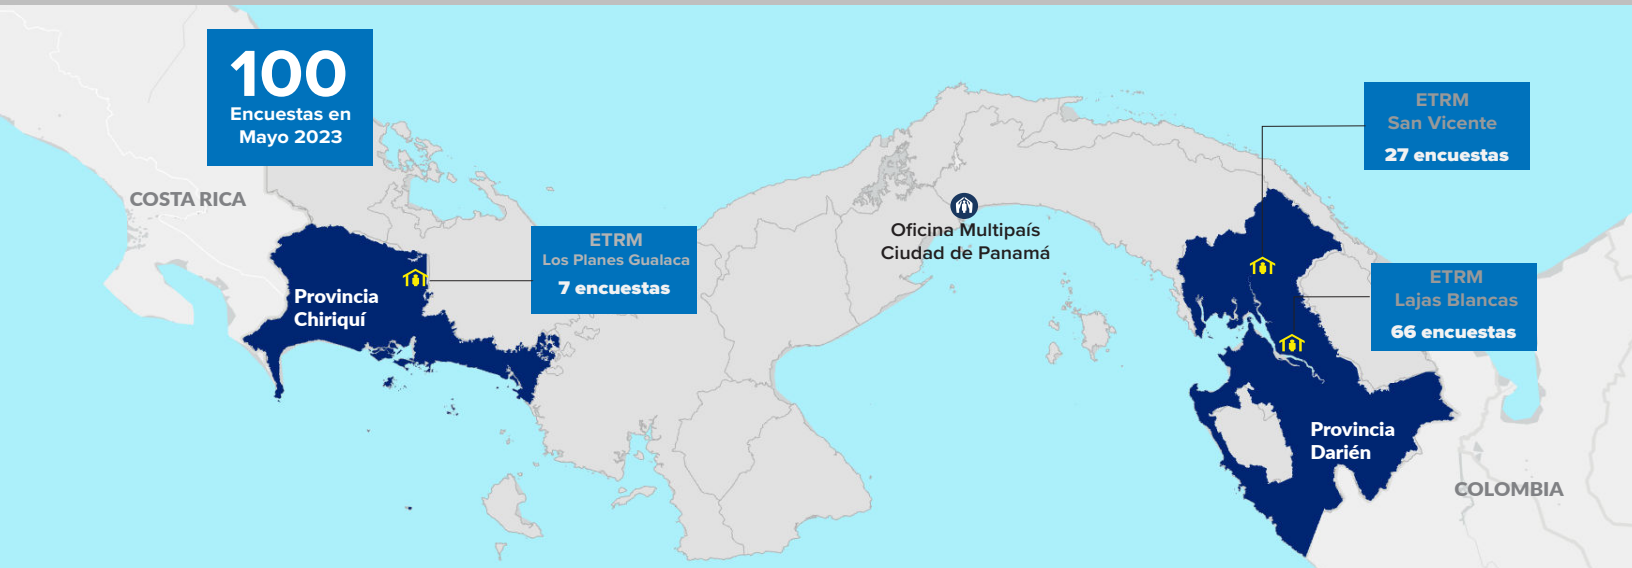 100
Encuestas en
Mayo 2023
COSTA RICA
Provincia
Chiriquí
ETRM
Los Planes Gualaca
7 encuestas
Oficina Multipaís
Ciudad de Panamá
ETRM
San Vicente
27 encuestas
ETRM
Lajas Blancas
66 encuestas
Provincia
Darién
COLOMBIA